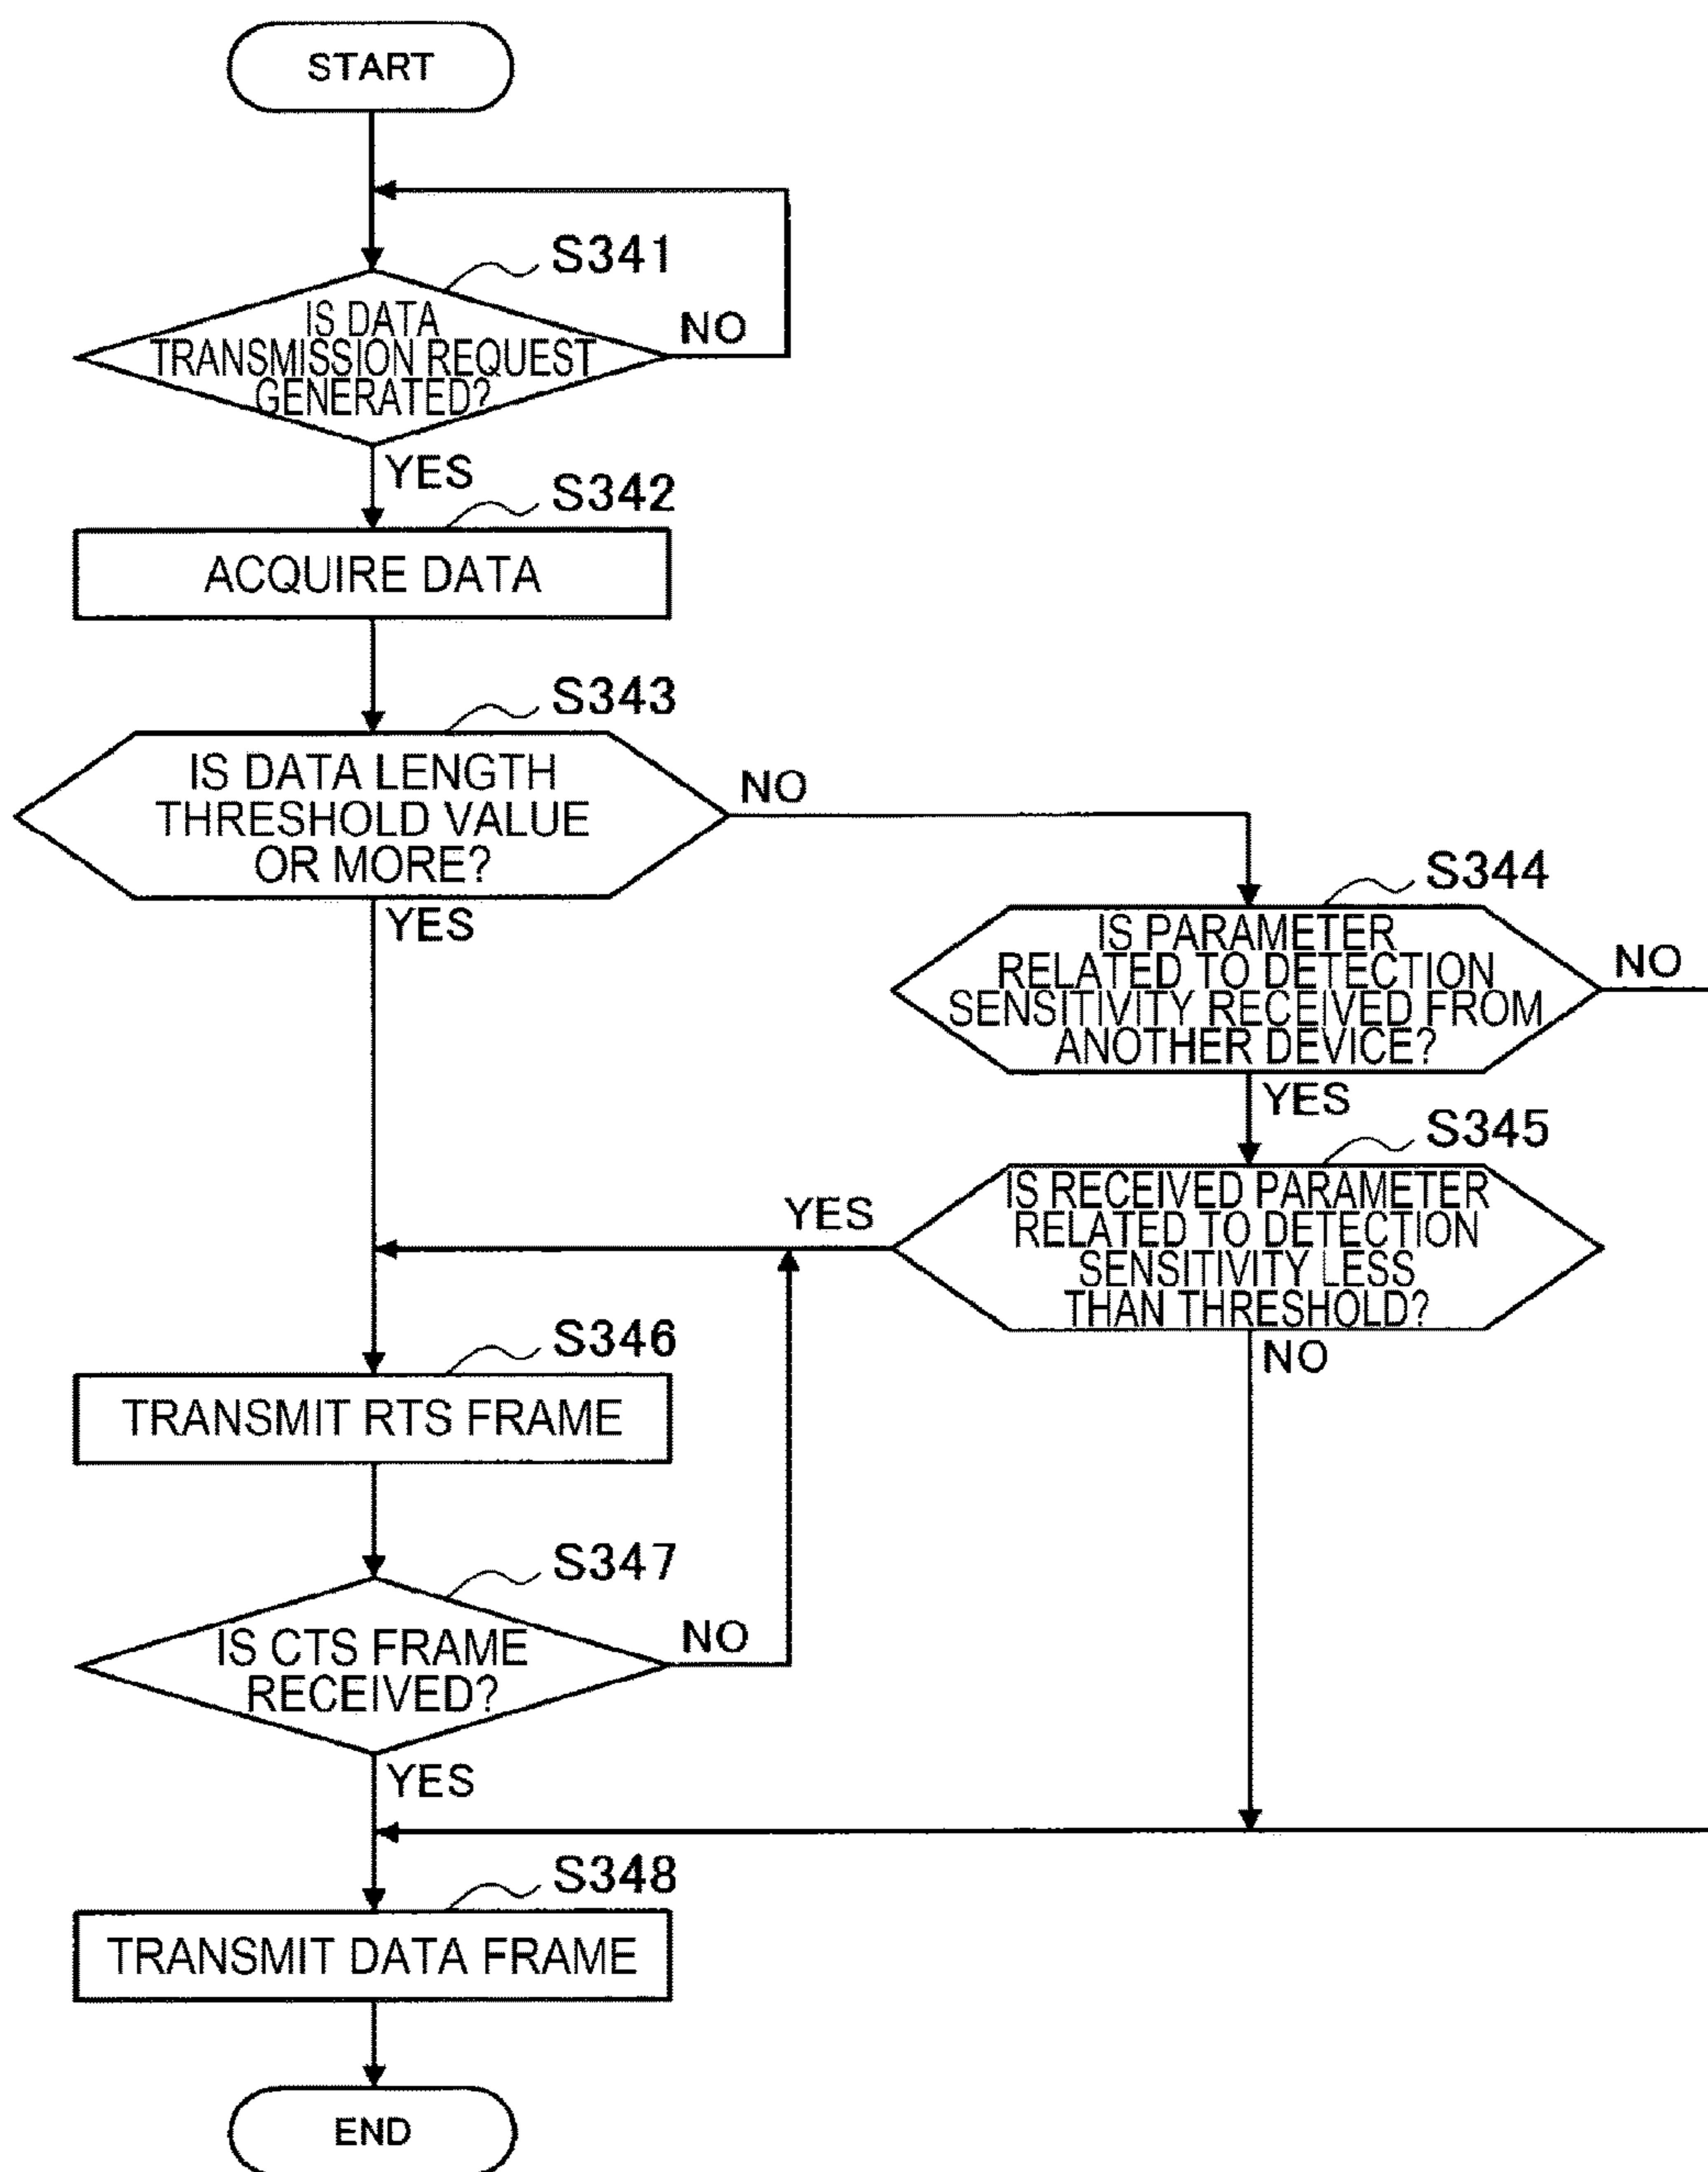 START
S341
IS DATA
TRANSMISSION REQUEST
GENERATED?
NO
YES
S342
ACQUIRE DATA
S343
IS DATA LENGTH
THRESHOLD VALUE
OR MORE?
NO
YES
S344
IS PARAMETER
RELATED TO DETECTION
SENSITIVITY RECEIVED FROM
ANOTHER DEVICE?
NO
YES
S345
IS RECEIVED PARAMETER
RELATED TO DETECTION
SENSITIVITY LESS
THAN THRESHOLD?
YES
NO
S346
TRANSMIT RTS FRAME
S347
IS CTS FRAME
RECEIVED?
NO
YES
S348
TRANSMIT DATA FRAME
END